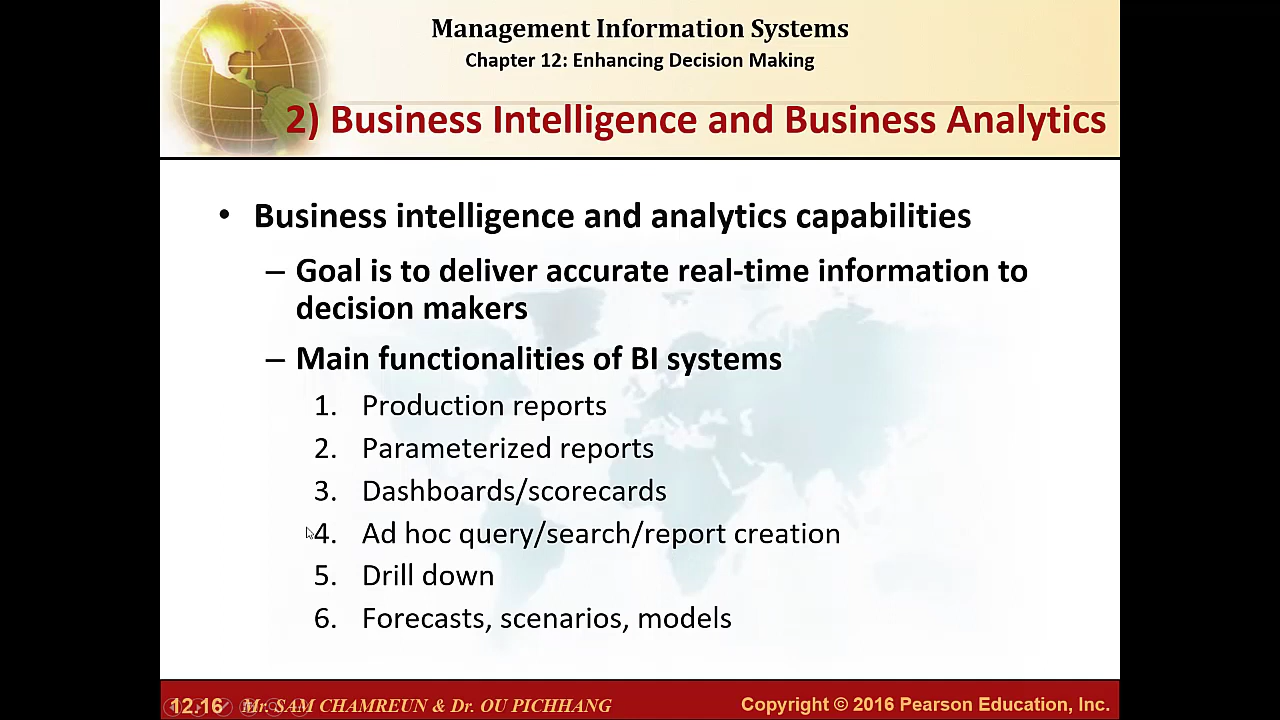 Management Information Systems
Chapter 12: Enhancing Decision Making
2) Business Intelligence and Business Analytics
• Business intelligence and analytics capabilities
– Goal is to deliver accurate real-time information to
decision makers
– Main functionalities of BI systems
1. Production reports
2. Parameterized reports
3. Dashboards/scorecards
4. Ad hoc query/search/report creation
5. Drill down
6. Forecasts, scenarios, models
12.16 Mr. SAM CHAMREUN & Dr. OU PICHHANG Copyright © 2016 Pearson Education, Inc.